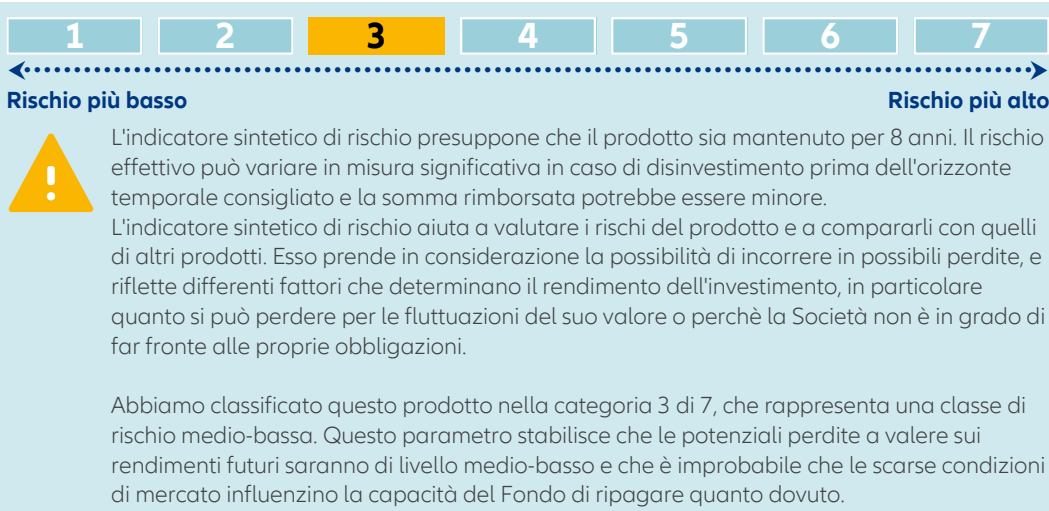 1 2 3 4 5 6 7
Rischio più basso Rischio più alto
L'indicatore sintetico di rischio presuppone che il prodotto sia mantenuto per 8 anni. Il rischio
effettivo può variare in misura significativa in caso di disinvestimento prima dell'orizzonte
temporale consigliato e la somma rimborsata potrebbe essere minore.
L'indicatore sintetico di rischio aiuta a valutare i rischi del prodotto e a compararli con quelli
di altri prodotti. Esso prende in considerazione la possibilità di incorrere in possibili perdite, e
riflette differenti fattori che determinano il rendimento dell'investimento, in particolare
quanto si può perdere per le fluttuazioni del suo valore o perchè la Società non è in grado di
far fronte alle proprie obbligazioni.
Abbiamo classificato questo prodotto nella categoria 3 di 7, che rappresenta una classe di
rischio medio-bassa. Questo parametro stabilisce che le potenziali perdite a valere sui
rendimenti futuri saranno di livello medio-basso e che è improbabile che le scarse condizioni
di mercato influenzino la capacità del Fondo di ripagare quanto dovuto.